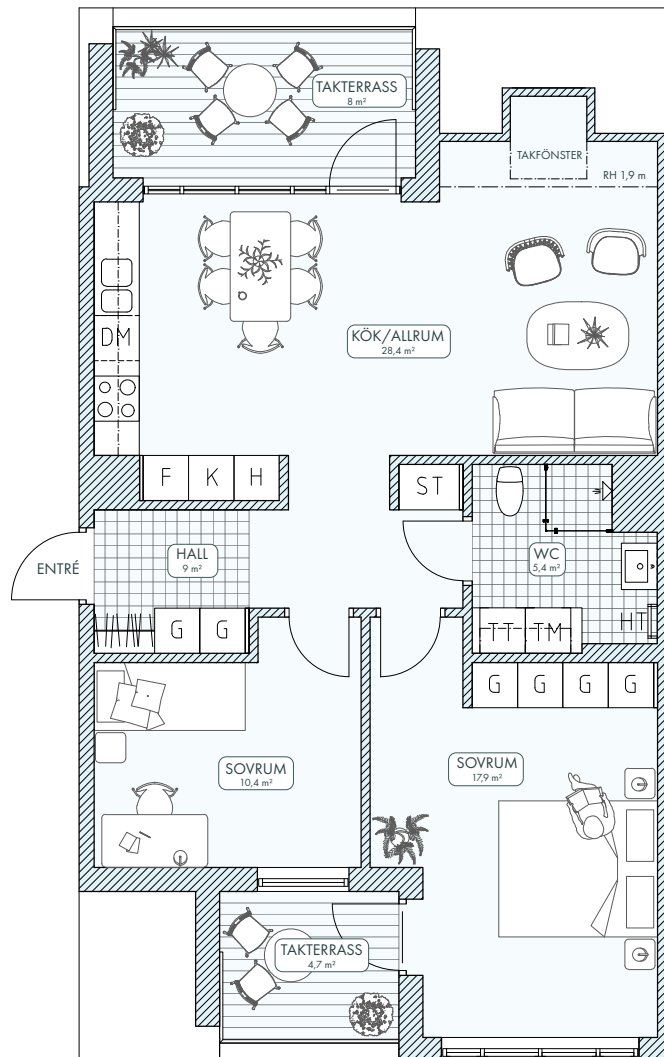 TAKTERRASS
8 m²
TAKFÖNSTER
RH 1,9 m
DM
KÖK/ALLRUM
28,4 m²
F K H
ST
ENTRÉ
HALL
9 m²
WC
5,4 m²
G G
TT TM
HT
G G G G
SOVRUM
10,4 m²
SOVRUM
17,9 m²
TAKTERRASS
4,7 m²